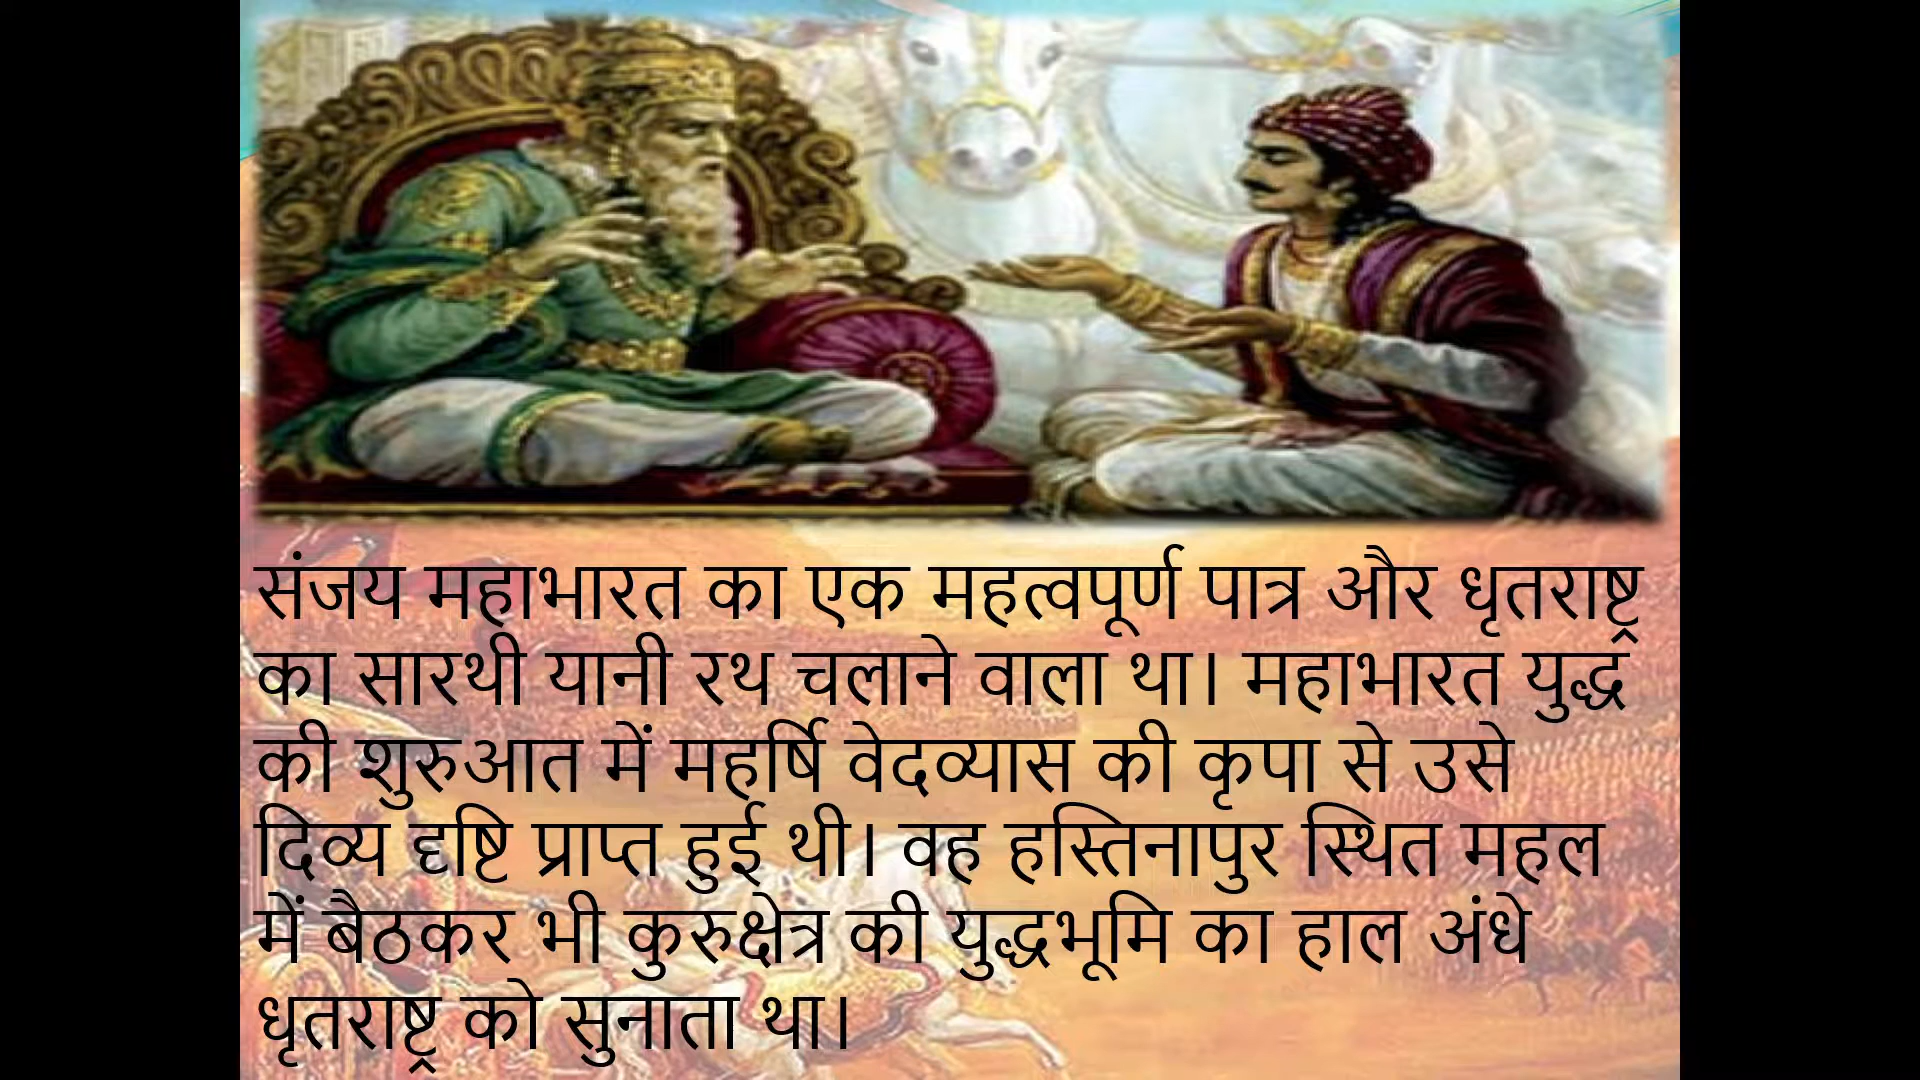 संजय महाभारत का एक महत्वपूर्ण पात्र और धृतराष्ट्र
का सारथी यानी रथ चलाने वाला था। महाभारत युद्ध
की शुरुआत में महर्षि वेदव्यास की कृपा से उसे
दिव्य दृष्टि प्राप्त हुई थी। वह हस्तिनापुर स्थित महल
में बैठकर भी कुरुक्षेत्र की युद्धभूमि का हाल अंधे
धृतराष्ट्र को सुनाता था।